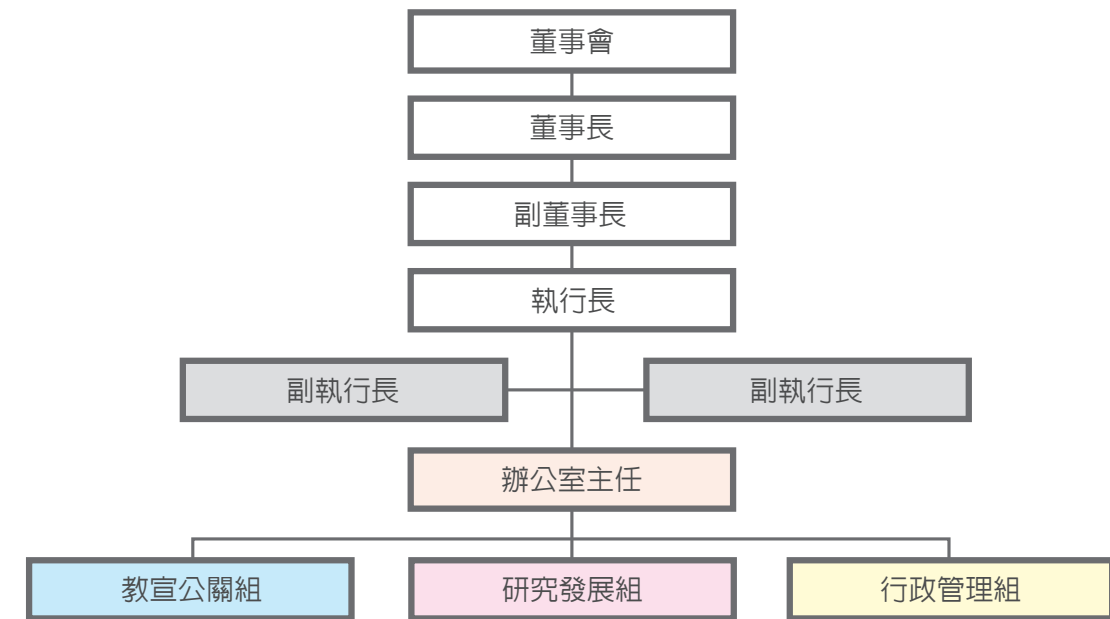 董事會
董事長
副董事長
執行長
副執行長
副執行長
辦公室主任
教宣公關組
研究發展組
行政管理組